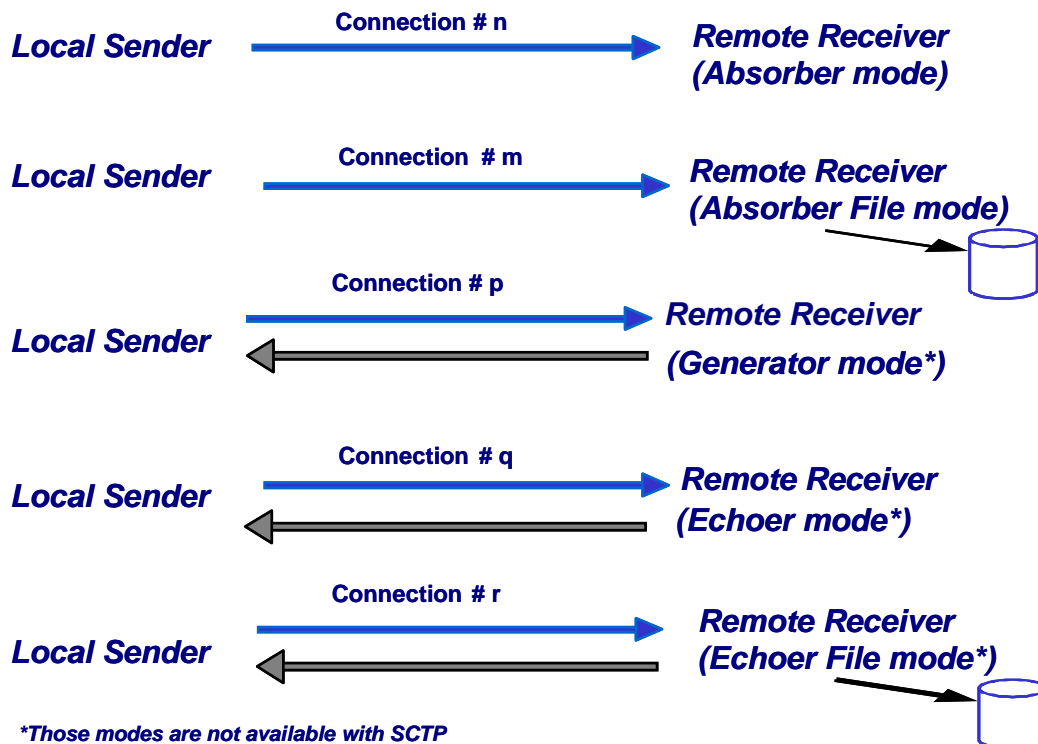 Connection # n
Local Sender
Remote Receiver
(Absorber mode)
Connection # m
Local Sender
Remote Receiver
(Absorber File mode)
Connection # p
Local Sender
Remote Receiver
(Generator mode*)
Connection # q
Local Sender
Remote Receiver
(Echoer mode*)
Connection # r
Local Sender
Remote Receiver
(Echoer File mode*)
*Those modes are not available with SCTP